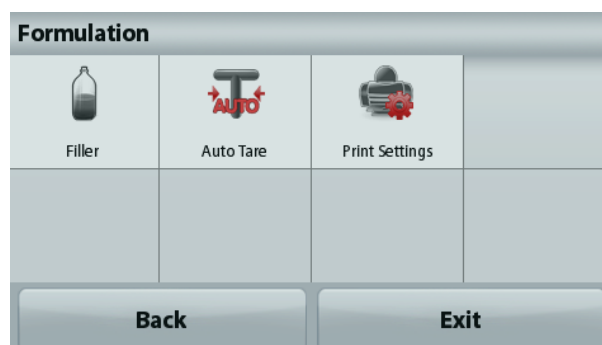 Formulation
AUTO
Filler
Auto Tare
Print Settings
Back
Exit